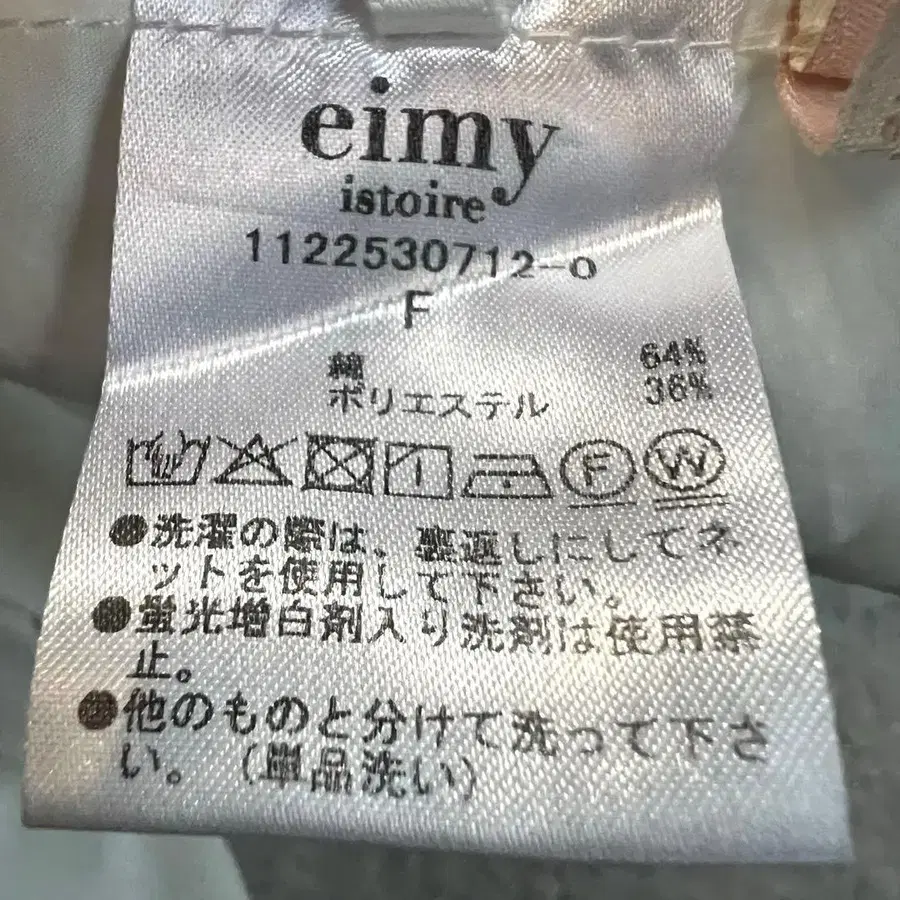 eimy
istoire
1122530712-0
F
綿 64%
ポリエステル 36%
F W
●洗濯の際は、裏返しにしてネ
ットを使用して下さい。
●蛍光増白剤入り洗剤は使用禁
止。
●他のものと分けて洗って下さ
い。(単品洗い)